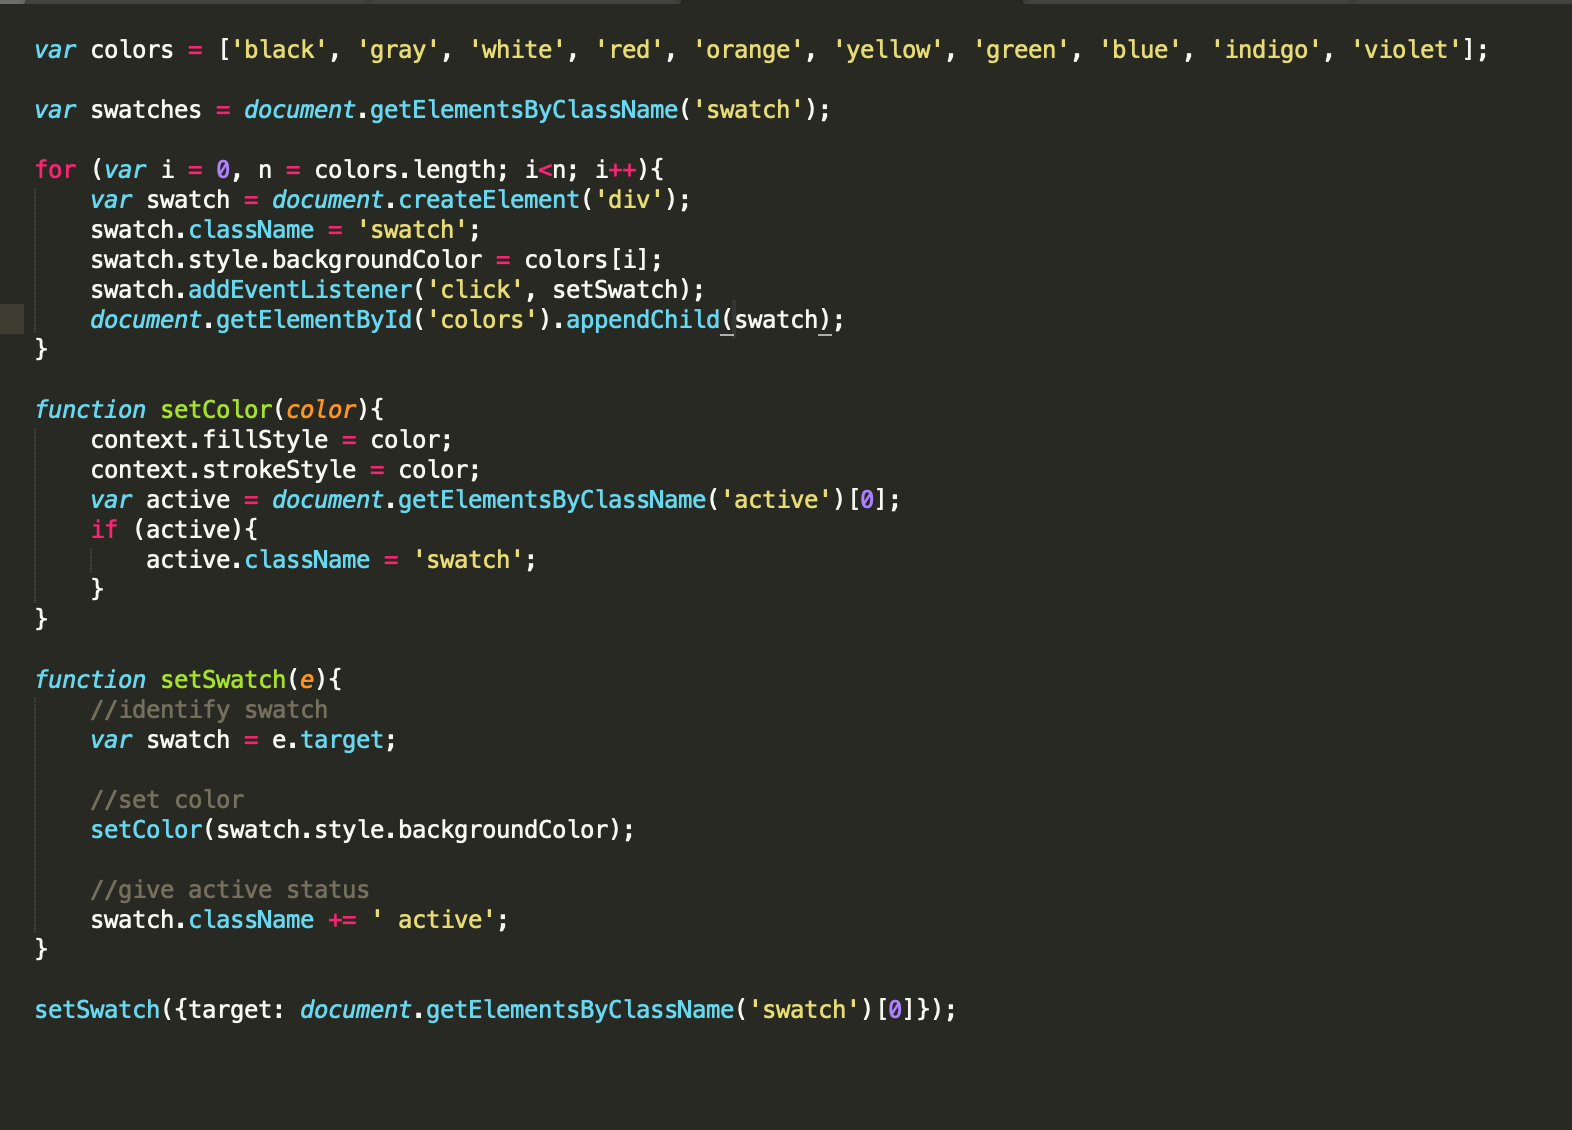 var colors = ['black', 'gray', 'white', 'red', 'orange', 'yellow', 'green', 'blue', 'indigo', 'violet'];
var swatches = document.getElementsByClassName('swatch');
for (var i = 0, n = colors.length; i<n; i++){
    var swatch = document.createElement('div');
    swatch.className = 'swatch';
    swatch.style.backgroundColor = colors[i];
    swatch.addEventListener('click', setSwatch);
    document.getElementById('colors').appendChild(swatch);
}
function setColor(color){
    context.fillStyle = color;
    context.strokeStyle = color;
    var active = document.getElementsByClassName('active')[0];
    if (active){
        active.className = 'swatch';
    }
}
function setSwatch(e){
    //identify swatch
    var swatch = e.target;
    //set color
    setColor(swatch.style.backgroundColor);
    //give active status
    swatch.className += ' active';
}
setSwatch({target: document.getElementsByClassName('swatch')[0]});